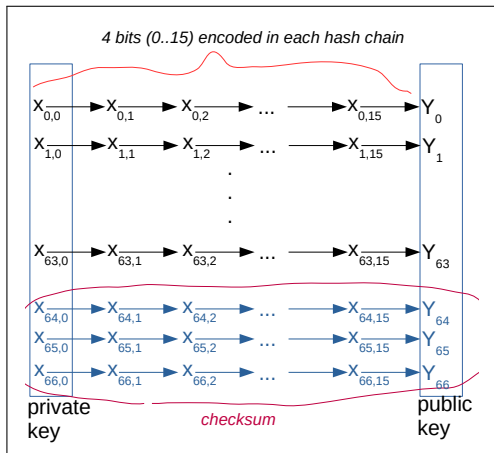 4 bits (0..15) encoded in each hash chain
X0,0 X0,1 X0,2 ... X0,15 Y0
X1,0 X1,1 X1,2 X1,15 Y1
.
.
.
X63,0 X63,1 X63,2 ... X63,15 Y63
X64,0 X64,1 X64,2 ... X64,15 Y64
X65,0 X65,1 X65,2 ... X65,15 Y65
X66,0 X66,1 X66,2 ... X66,15 Y66
private key
checksum
public key